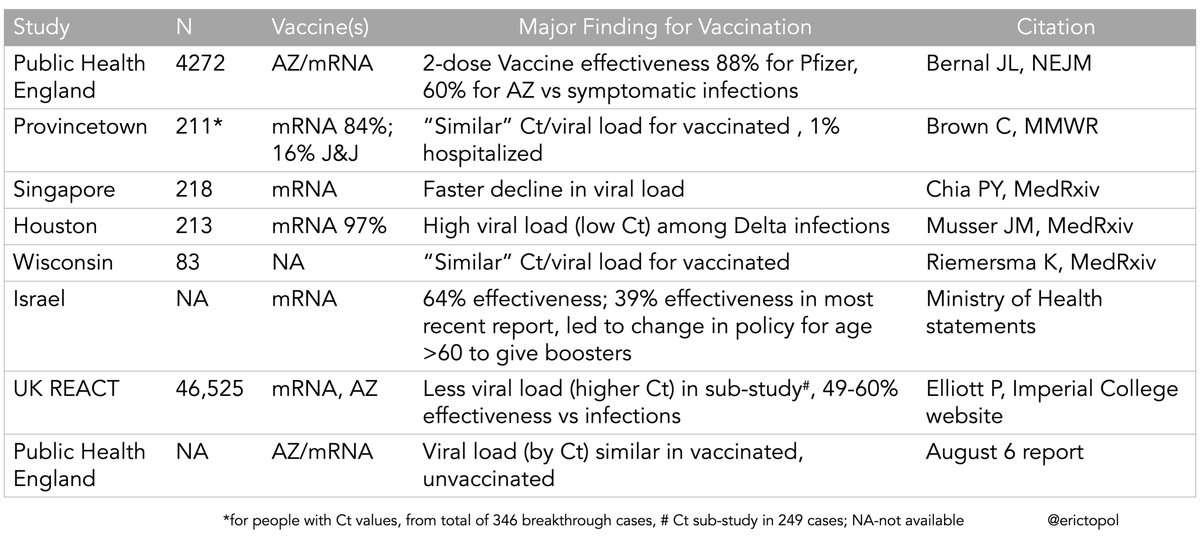 Study N Vaccine(s) Major Finding for Vaccination Citation
Public Health England 4272 AZ/mRNA 2-dose Vaccine effectiveness 88% for Pfizer, 60% for AZ vs symptomatic infections Bernal JL, NEJM
Provincetown 211* mRNA 84%; 16% J&J “Similar” Ct/viral load for vaccinated , 1% hospitalized Brown C, MMWR
Singapore 218 mRNA Faster decline in viral load Chia PY, MedRxiv
Houston 213 mRNA 97% High viral load (low Ct) among Delta infections Musser JM, MedRxiv
Wisconsin 83 NA “Similar” Ct/viral load for vaccinated Riemersma K, MedRxiv
Israel NA mRNA 64% effectiveness; 39% effectiveness in most recent report, led to change in policy for age >60 to give boosters Ministry of Health statements
UK REACT 46,525 mRNA, AZ Less viral load (higher Ct) in sub-study#, 49-60% effectiveness vs infections Elliott P, Imperial College website
Public Health England NA AZ/mRNA Viral load (by Ct) similar in vaccinated, unvaccinated August 6 report
*for people with Ct values, from total of 346 breakthrough cases, # Ct sub-study in 249 cases; NA-not available @erictopol